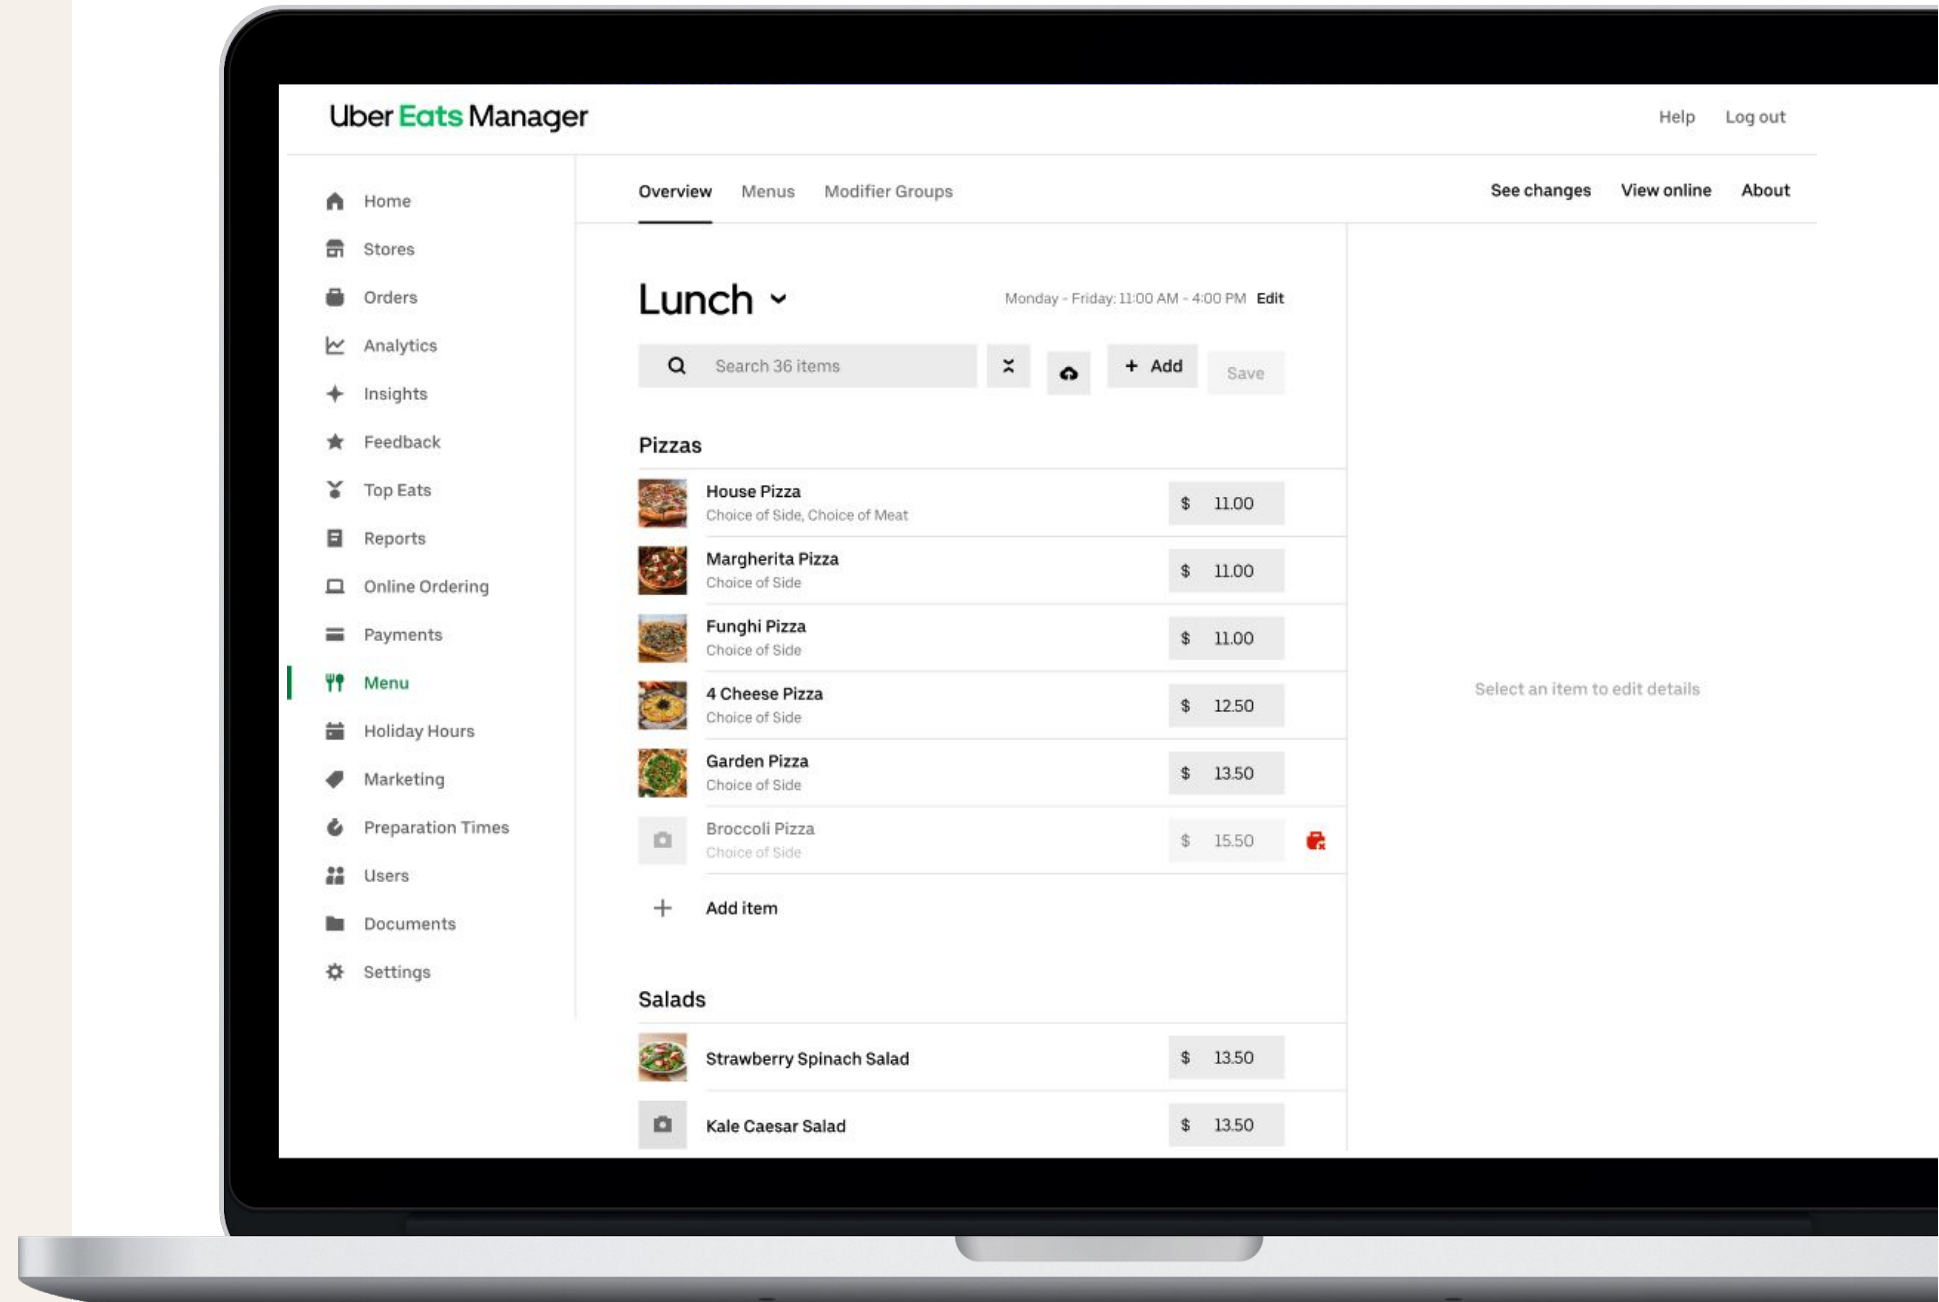 Uber Eats Manager
Help Log out
Home
Stores
Orders
Analytics
Insights
Feedback
Top Eats
Reports
Online Ordering
Payments
Menu
Holiday Hours
Marketing
Preparation Times
Users
Documents
Settings
Overview Menus Modifier Groups
See changes View online About
Lunch
Monday - Friday: 11:00 AM - 4:00 PM Edit
Search 36 items
+ Add
Save
Pizzas
House Pizza
Choice of Side, Choice of Meat
$ 11.00
Margherita Pizza
Choice of Side
$ 11.00
Funghi Pizza
Choice of Side
$ 11.00
4 Cheese Pizza
Choice of Side
$ 12.50
Garden Pizza
Choice of Side
$ 13.50
Broccoli Pizza
Choice of Side
$ 15.50
+ Add item
Salads
Strawberry Spinach Salad
$ 13.50
Kale Caesar Salad
$ 13.50
Select an item to edit details